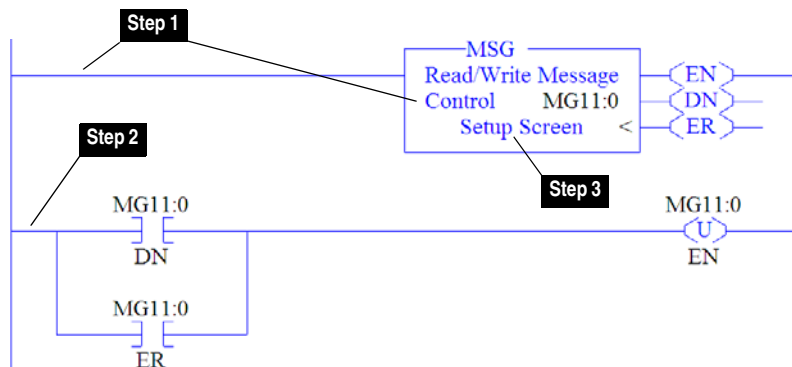 Step 1
MSG
Read/Write Message
Control MG11:0
Setup Screen <
EN
DN
ER
Step 2
Step 3
MG11:0
DN
MG11:0
U
EN
MG11:0
ER